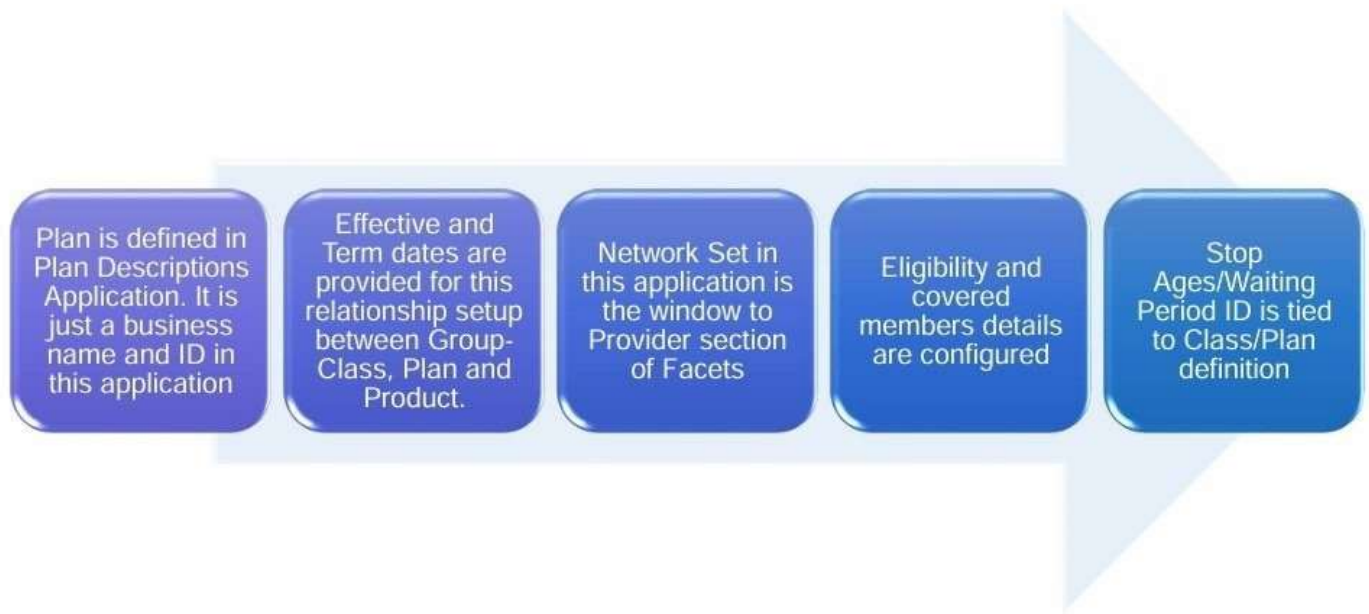 Plan is defined in
Plan Descriptions
Application. It is
just a business
name and ID in
this application
Effective and
Term dates are
provided for this
relationship setup
between Group-
Class, Plan and
Product.
Network Set in
this application is
the window to
Provider section
of Facets
Eligibility and
covered
members details
are configured
Stop
Ages/Waiting
Period ID is tied
to Class/Plan
definition